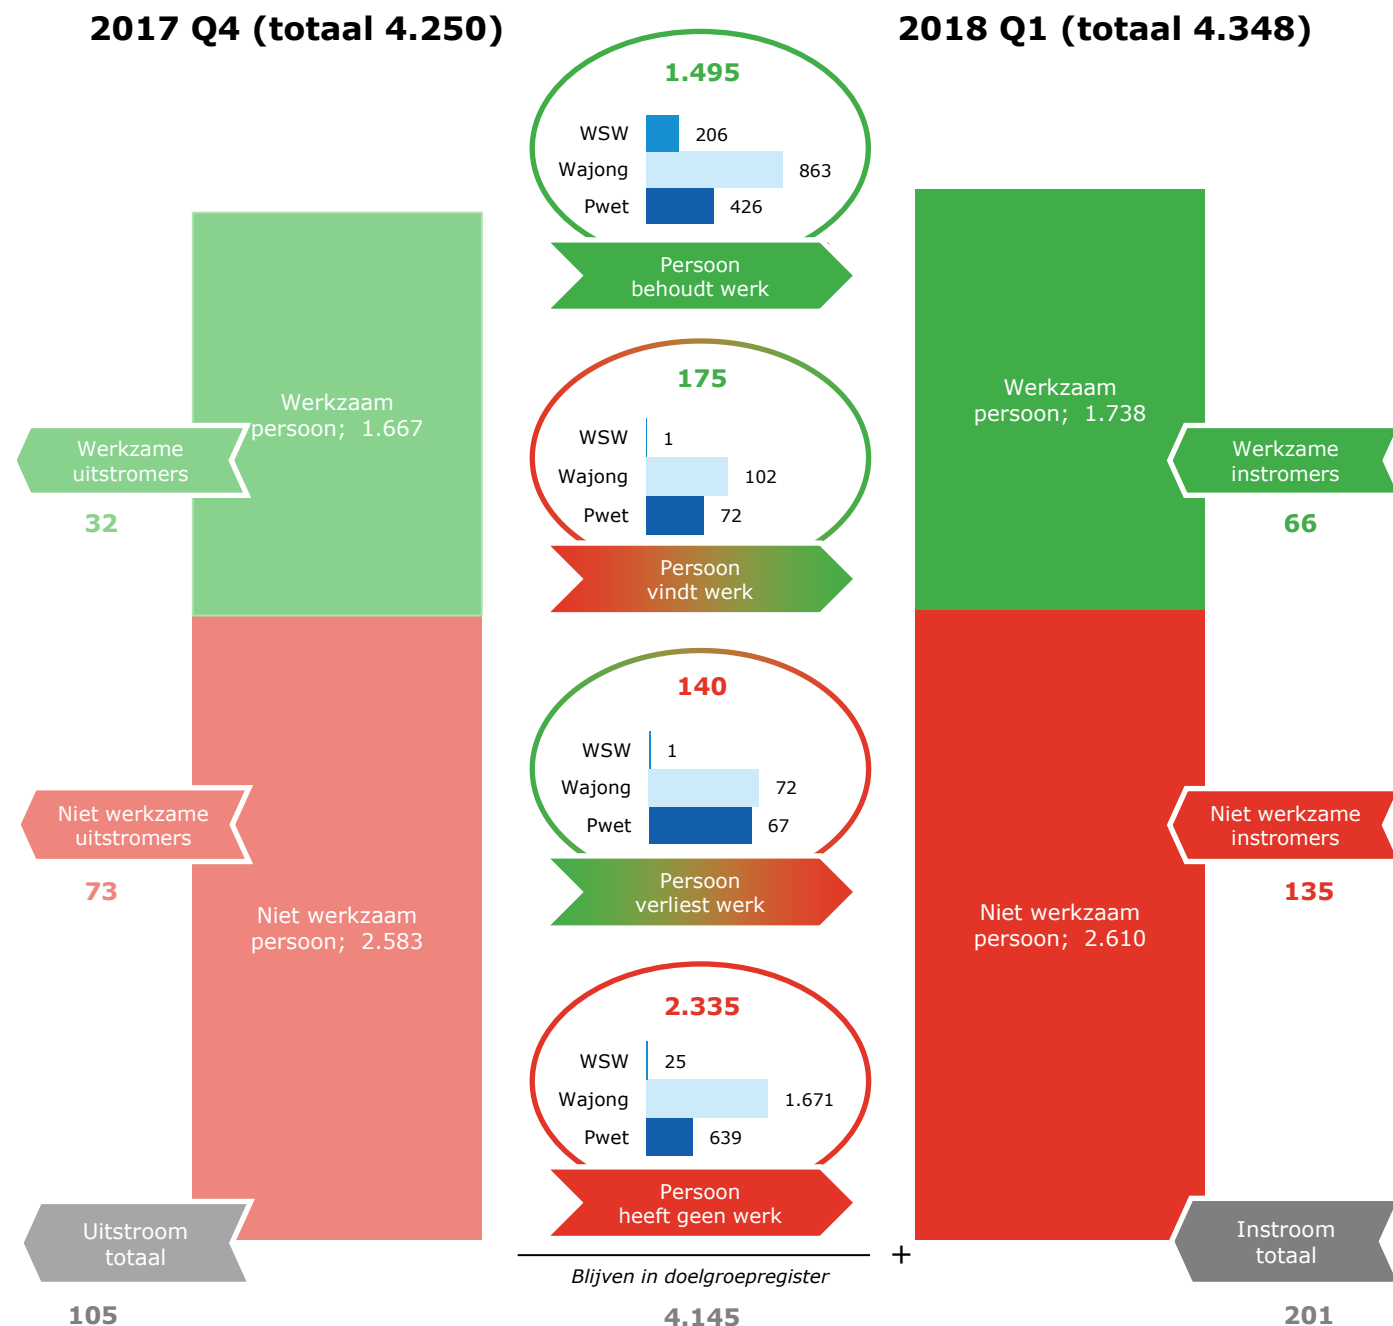 2017 Q4 (totaal 4.250)
2018 Q1 (totaal 4.348)
1.495
WSW 206
Wajong 863
Pwet 426
Persoon
behoudt werk
175
WSW 1
Wajong 102
Pwet 72
Persoon
vindt werk
140
WSW 1
Wajong 72
Pwet 67
Persoon
verliest werk
2.335
WSW 25
Wajong 1.671
Pwet 639
Persoon
heeft geen werk
Blijven in doelgroepregister
4.145
+
Werkzaam
persoon; 1.667
Werkzame
uitstromers
32
Niet werkzame
uitstromers
73
Niet werkzaam
persoon; 2.583
Uitstroom
totaal
105
Werkzaam
persoon; 1.738
Werkzame
instromers
66
Niet werkzame
instromers
135
Niet werkzaam
persoon; 2.610
Instroom
totaal
201